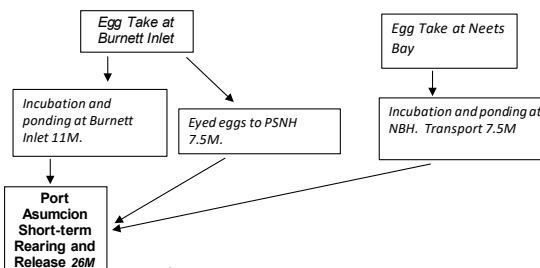 Egg Take at
Burnett Inlet
Egg Take at Neets
Bay
Incubation and
ponding at Burnett
Inlet 11M.
Eyed eggs to PSNH
7.5M.
Incubation and ponding at
NBH. Transport 7.5M
Port
Asumcion
Short-term
Rearing and
Release 26M